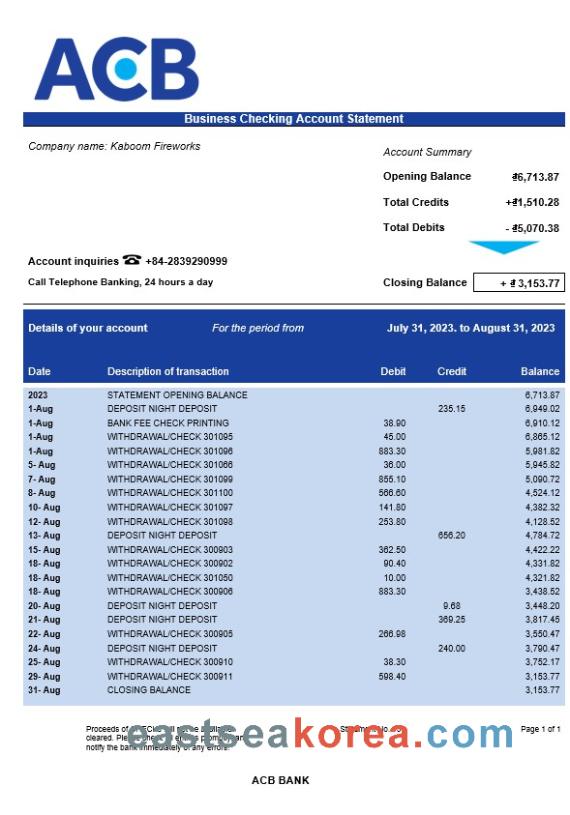 ACB
Business Checking Account Statement
Company name: Kaboom Fireworks
Account Summary
Opening Balance ₫6,713.87
Total Credits +₫1,510.28
Total Debits - ₫5,070.38
Account inquiries ☎ +84-2839290999
Call Telephone Banking, 24 hours a day
Closing Balance + ₫ 3,153.77
Details of your account For the period from July 31, 2023. to August 31, 2023
Date Description of transaction Debit Credit Balance
2023 STATEMENT OPENING BALANCE 6,713.87
1-Aug DEPOSIT NIGHT DEPOSIT 235.15 6,949.02
1-Aug BANK FEE CHECK PRINTING 38.90 6,910.12
1-Aug WITHDRAWAL/CHECK 301095 45.00 6,865.12
1-Aug WITHDRAWAL/CHECK 301096 883.30 5,981.82
5- Aug WITHDRAWAL/CHECK 301066 36.00 5,945.82
7- Aug WITHDRAWAL/CHECK 301099 855.10 5,090.72
8- Aug WITHDRAWAL/CHECK 301100 566.60 4,524.12
10- Aug WITHDRAWAL/CHECK 301097 141.80 4,382.32
12- Aug WITHDRAWAL/CHECK 301098 253.80 4,128.52
13- Aug DEPOSIT NIGHT DEPOSIT 656.20 4,784.72
15- Aug WITHDRAWAL/CHECK 300903 362.50 4,422.22
18- Aug WITHDRAWAL/CHECK 300902 90.40 4,331.82
18- Aug WITHDRAWAL/CHECK 301050 10.00 4,321.82
18- Aug WITHDRAWAL/CHECK 300906 883.30 3,438.52
20- Aug DEPOSIT NIGHT DEPOSIT 9.68 3,448.20
21- Aug DEPOSIT NIGHT DEPOSIT 369.25 3,817.45
22- Aug WITHDRAWAL/CHECK 300905 266.98 3,550.47
24- Aug DEPOSIT NIGHT DEPOSIT 240.00 3,790.47
25- Aug WITHDRAWAL/CHECK 300910 38.30 3,752.17
29- Aug WITHDRAWAL/CHECK 300911 598.40 3,153.77
31- Aug CLOSING BALANCE 3,153.77
Proceeds of Page 1 of 1
eastseakorea.com
cleared.
notify the bank immediately of any errors.
ACB BANK